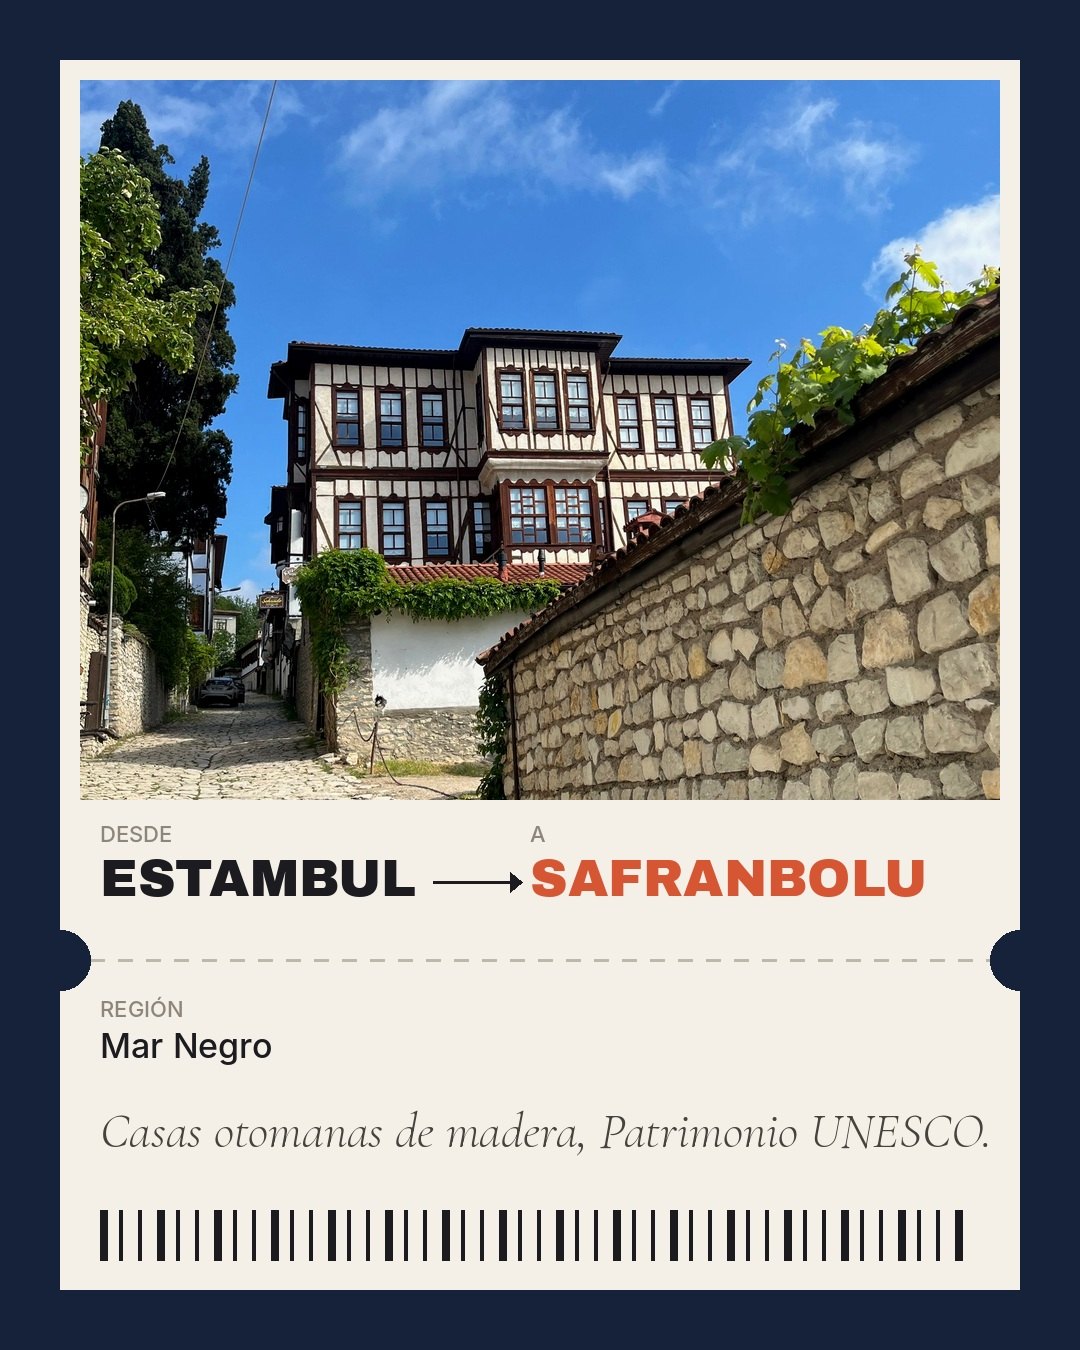 DESDE
A
ESTAMBUL
SAFRANBOLU
REGIÓN
Mar Negro
Casas otomanas de madera, Patrimonio UNESCO.